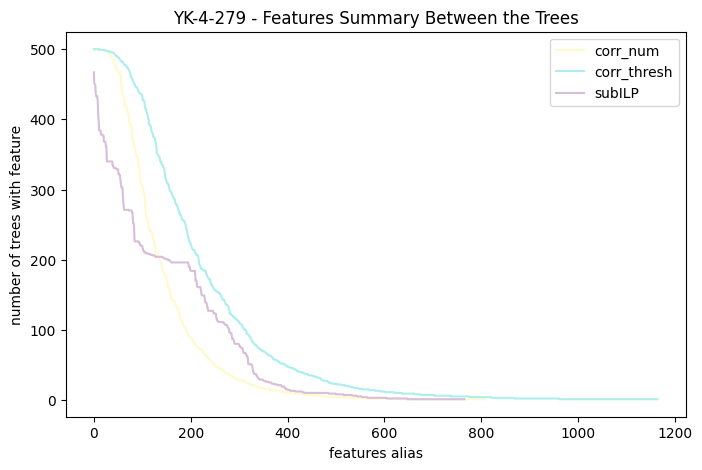 YK-4-279 - Features Summary Between the Trees
corr_num
corr_thresh
subILP
number of trees with feature
500
400
300
200
100
0
0 200 400 600 800 1000 1200
features alias